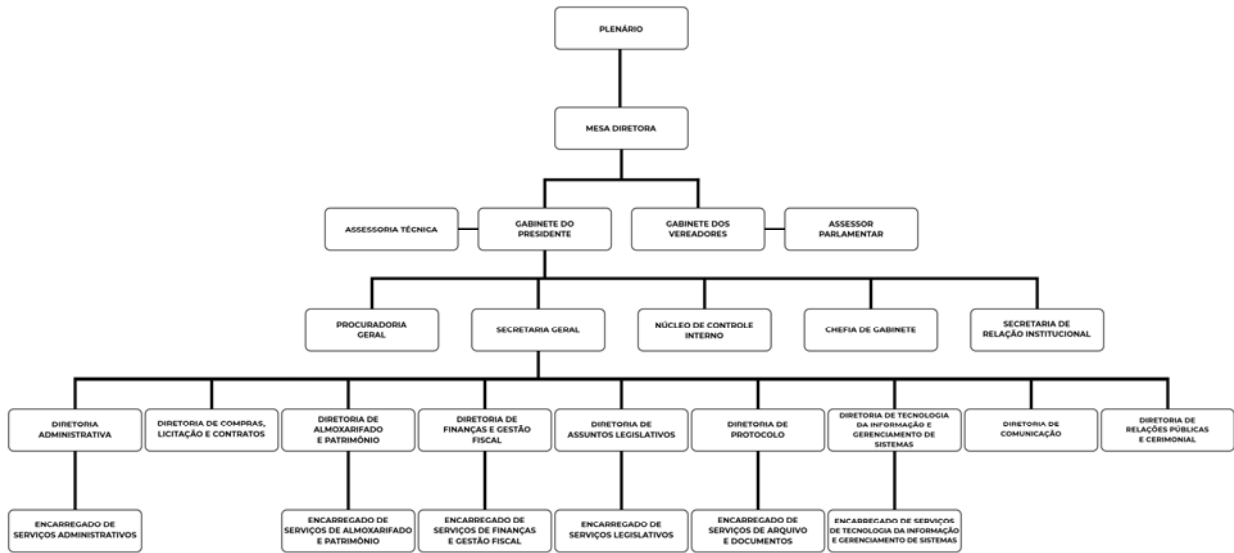 PLENÁRIO
MESA DIRETORA
ASSESSORIA TÉCNICA
GABINETE DO
PRESIDENTE
GABINETE DOS
VEREADORES
ASSESSOR
PARLAMENTAR
PROCURADORIA
GERAL
SECRETARIA GERAL
NÚCLEO DE CONTROLE
INTERNO
CHEFIA DE GABINETE
SECRETARIA DE
RELAÇÃO INSTITUCIONAL
DIRETORIA
ADMINISTRATIVA
DIRETORIA DE COMPRAS,
LICITAÇÃO E CONTRATOS
DIRETORIA DE
ALMOXARIFADO
E PATRIMÔNIO
DIRETORIA DE
FINANÇAS E GESTÃO
FISCAL
DIRETORIA DE
ASSUNTOS LEGISLATIVOS
DIRETORIA DE
PROTOCOLO
DIRETORIA DE TECNOLOGIA
DA INFORMAÇÃO E
GERENCIAMENTO DE
SISTEMAS
DIRETORIA DE
COMUNICAÇÃO
DIRETORIA DE
RELAÇÕES PÚBLICAS
E CERIMONIAL
ENCARREGADO DE
SERVIÇOS ADMINISTRATIVOS
ENCARREGADO DE
SERVIÇOS DE ALMOXARIFADO
E PATRIMÔNIO
ENCARREGADO DE
SERVIÇOS DE FINANÇAS
E GESTÃO FISCAL
ENCARREGADO DE
SERVIÇOS LEGISLATIVOS
ENCARREGADO DE
SERVIÇOS DE ARQUIVO
E DOCUMENTOS
ENCARREGADO DE SERVIÇOS
DE TECNOLOGIA DA INFORMAÇÃO
E GERENCIAMENTO DE SISTEMAS